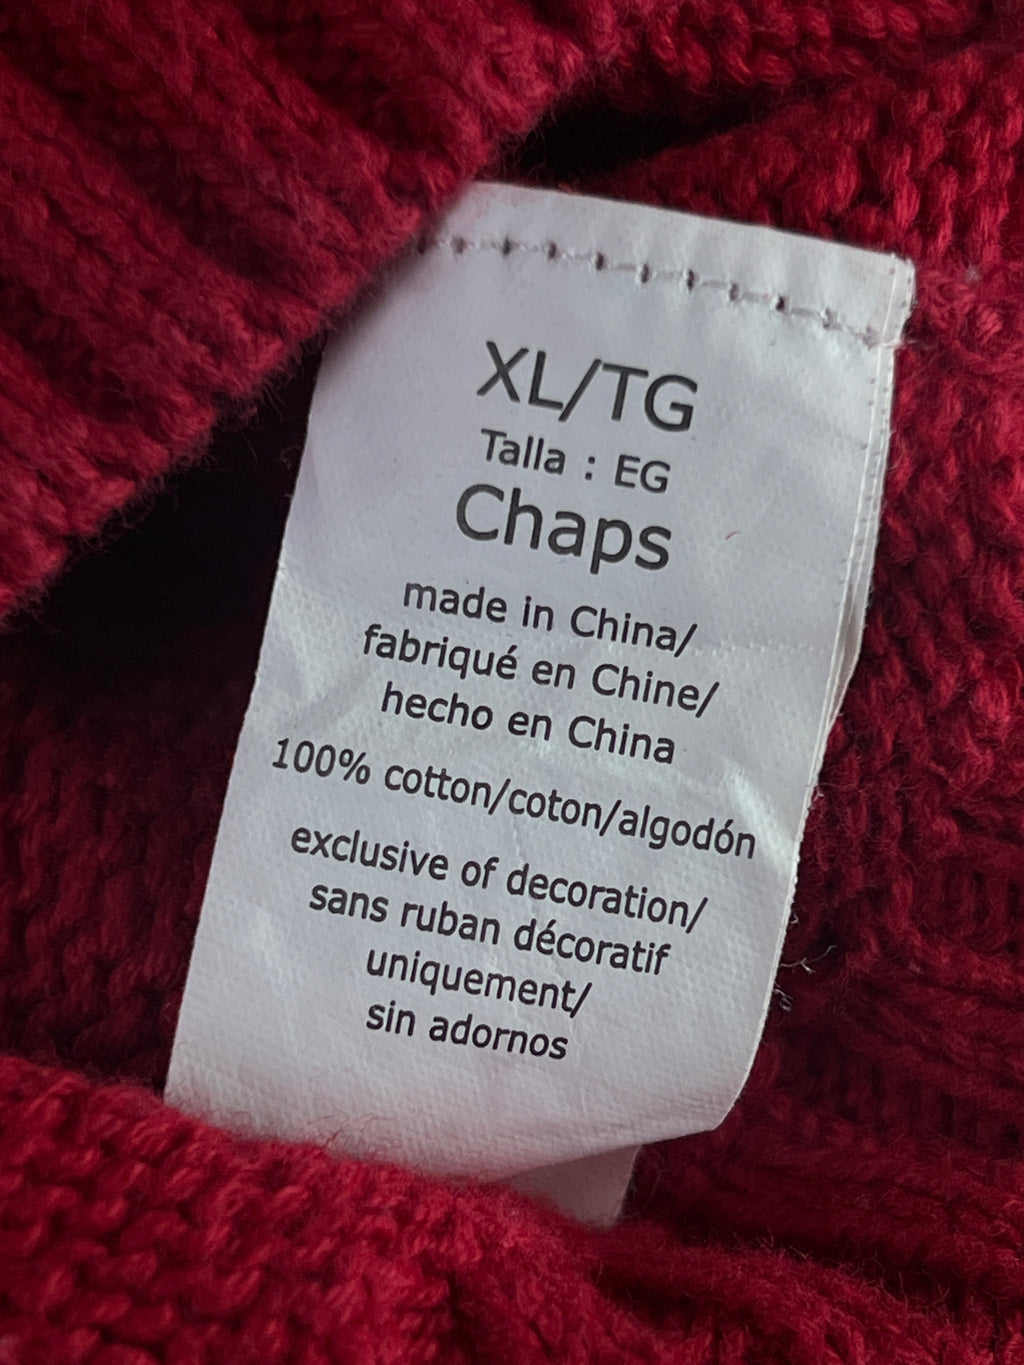 XL/TG
Talla : EG
Chaps
made in China/
fabriqué en Chine/
hecho en China
100% cotton/coton/algodón
exclusive of decoration/
sans ruban décoratif
uniquement/
sin adornos